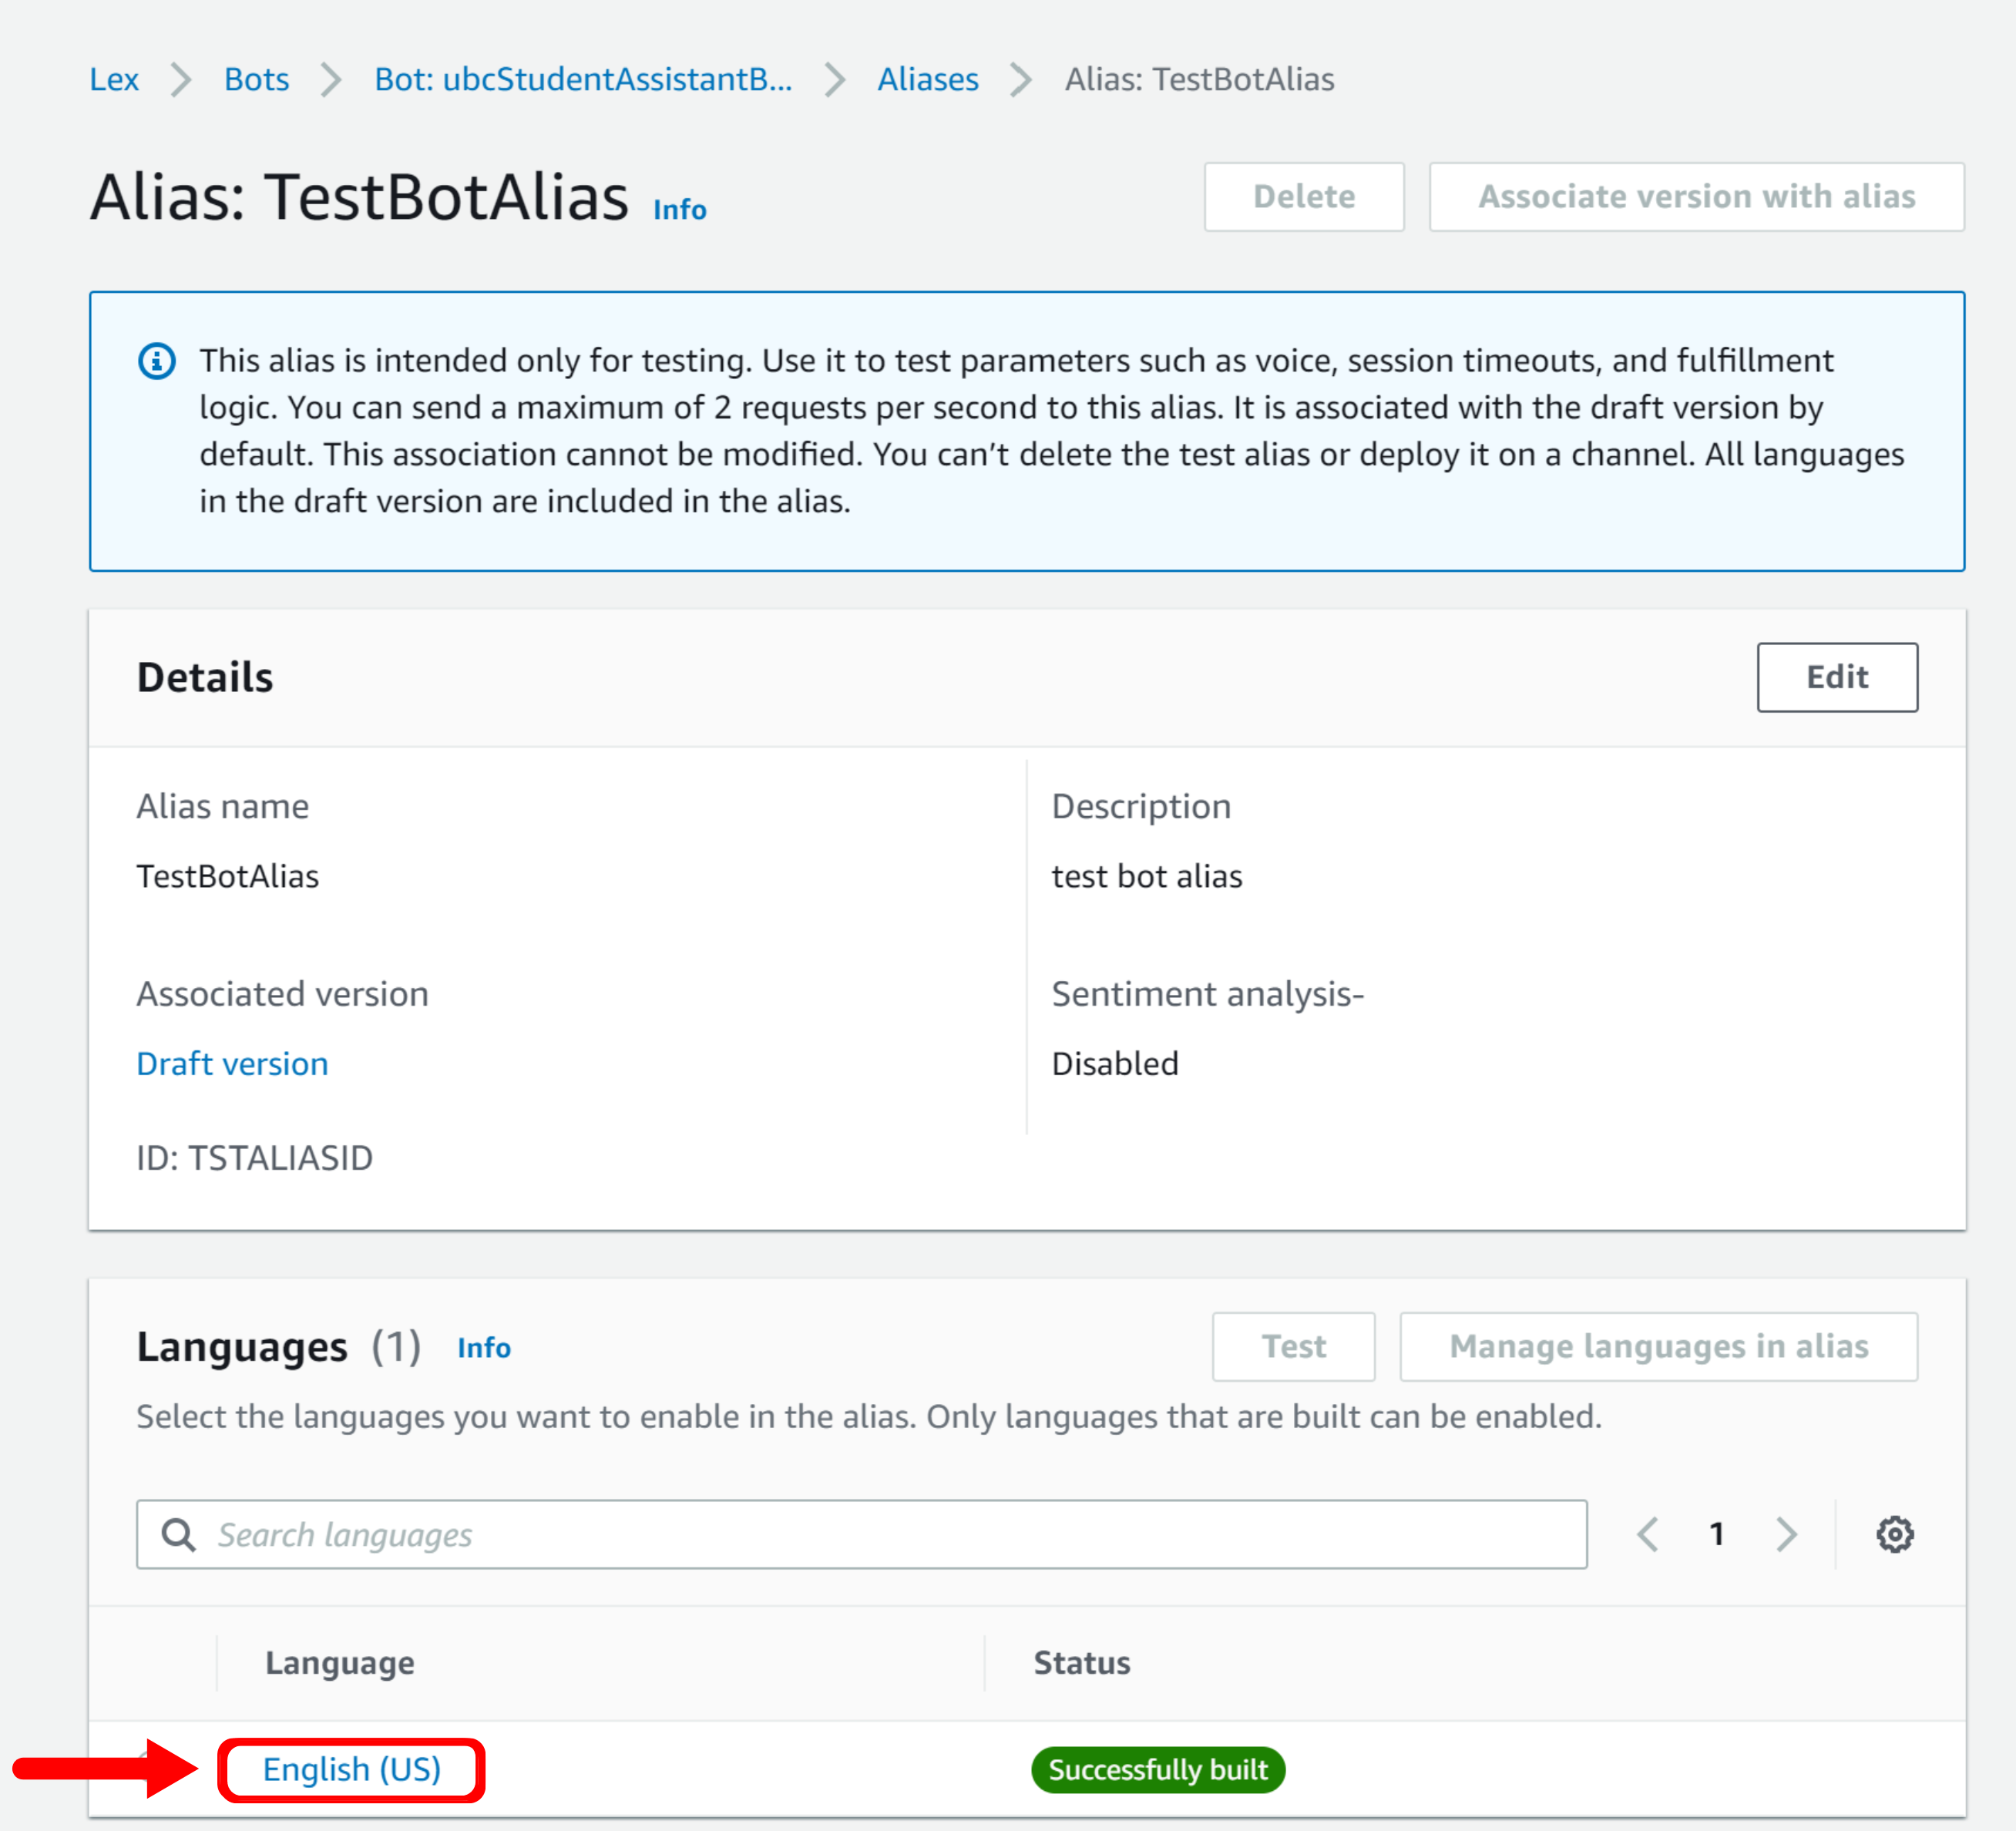 Lex > Bots > Bot: ubcStudentAssistantB... > Aliases > Alias: TestBotAlias
Alias: TestBotAlias Info
Delete
Associate version with alias
This alias is intended only for testing. Use it to test parameters such as voice, session timeouts, and fulfillment
logic. You can send a maximum of 2 requests per second to this alias. It is associated with the draft version by
default. This association cannot be modified. You can’t delete the test alias or deploy it on a channel. All languages
in the draft version are included in the alias.
Details
Edit
Alias name
TestBotAlias
Description
test bot alias
Associated version
Draft version
Sentiment analysis-
Disabled
ID: TSTALIASID
Languages (1) Info
Test
Manage languages in alias
Select the languages you want to enable in the alias. Only languages that are built can be enabled.
Search languages
1
Language
Status
English (US)
Successfully built